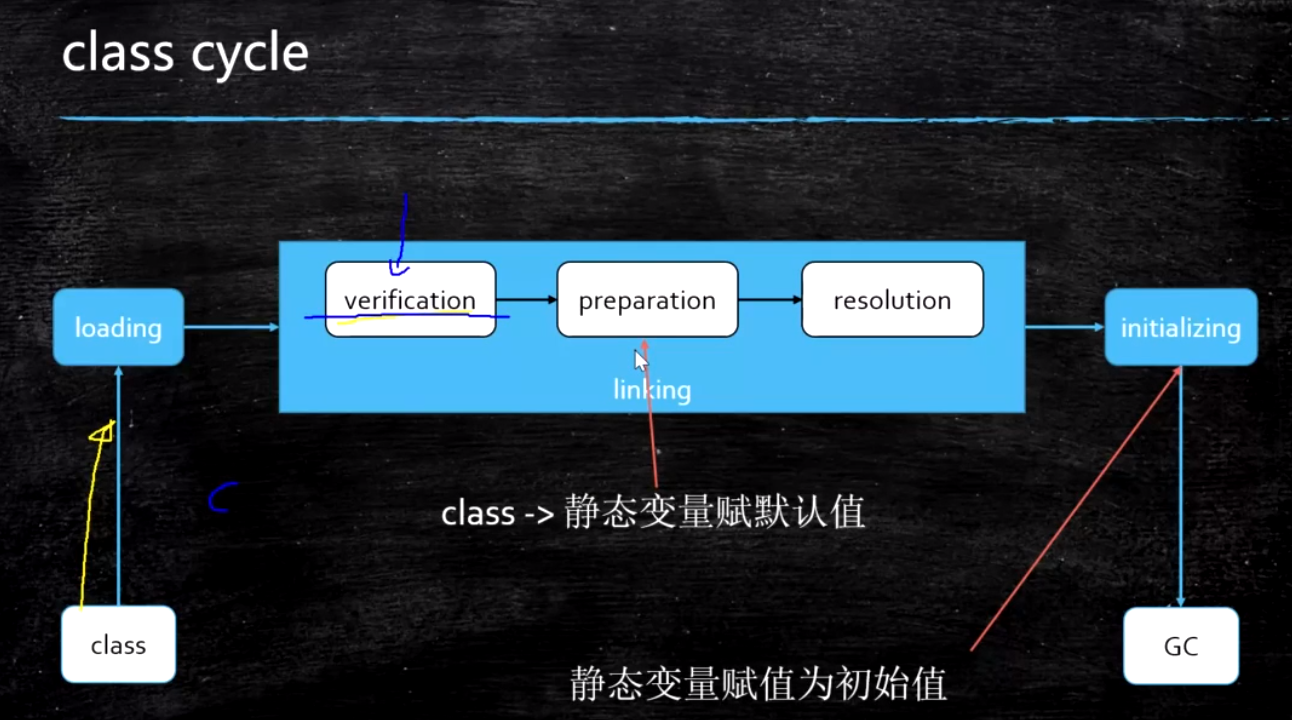 class cycle
verification
preparation
resolution
loading
initializing
linking
class -> 静态变量赋默认值
class
GC
静态变量赋值为初始值